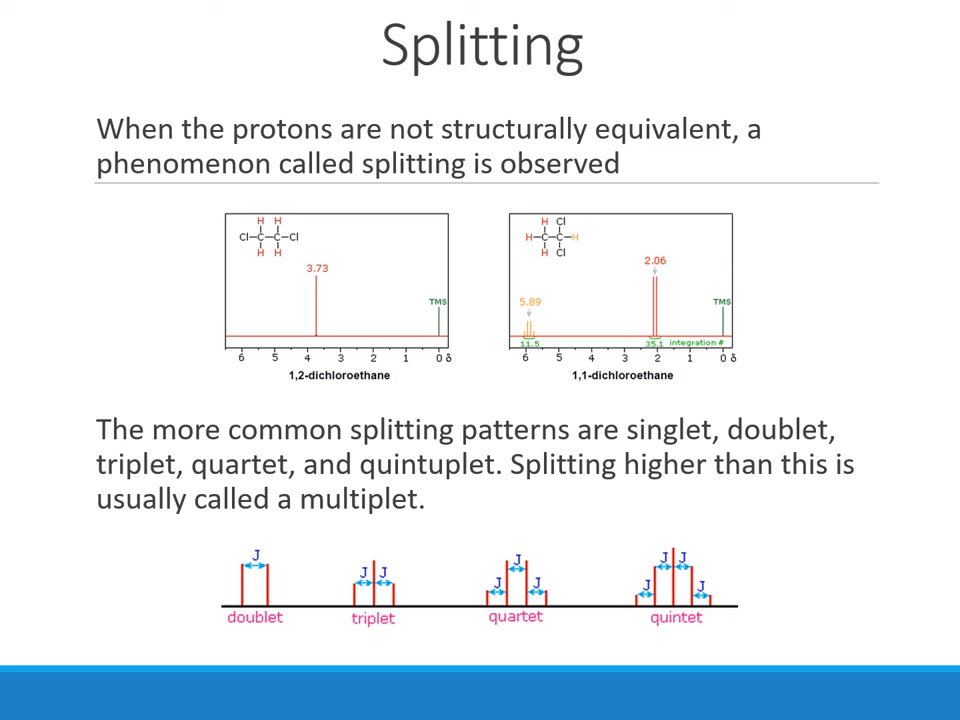 Splitting
When the protons are not structurally equivalent, a
phenomenon called splitting is observed
H H
Cl–C–C–Cl
H H
3.73
TMS
6 5 4 3 2 1 0 δ
1,2-dichloroethane
H Cl
H–C–C–H
H Cl
2.06
5.89
TMS
11.5 35.1 integration #
6 5 4 3 2 1 0 δ
1,1-dichloroethane
The more common splitting patterns are singlet, doublet,
triplet, quartet, and quintuplet. Splitting higher than this is
usually called a multiplet.
J
doublet
J J
triplet
J J J
quartet
J J J J
quintet